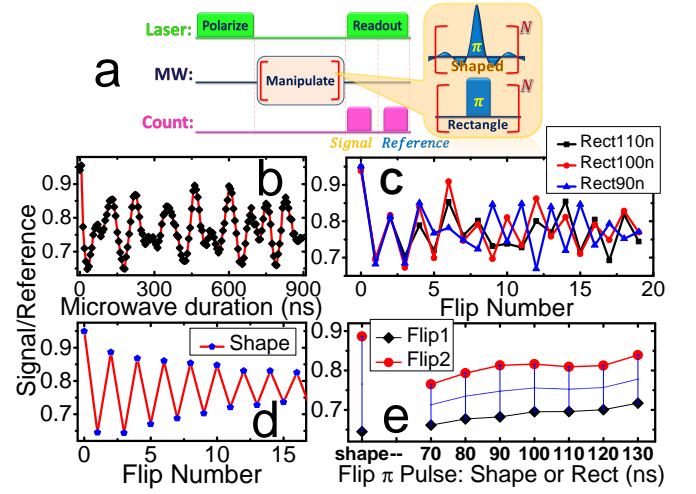 Laser:
Polarize
Readout
a
MW:
Manipulate
π
Shaped
N
π
Rectangle
N
Count:
Signal
Reference
Signal/Reference
0.9
0.8
0.7
b
0
300
600
900
Microwave duration (ns)
0.9
0.8
0.7
c
Rect110n
Rect100n
Rect90n
0
5
10
15
20
Flip Number
0.9
0.8
0.7
d
Shape
0
5
10
15
Flip Number
0.9
0.8
0.7
e
Flip1
Flip2
shape--
70
80
90
100
110
120
130
Flip π Pulse: Shape or Rect (ns)